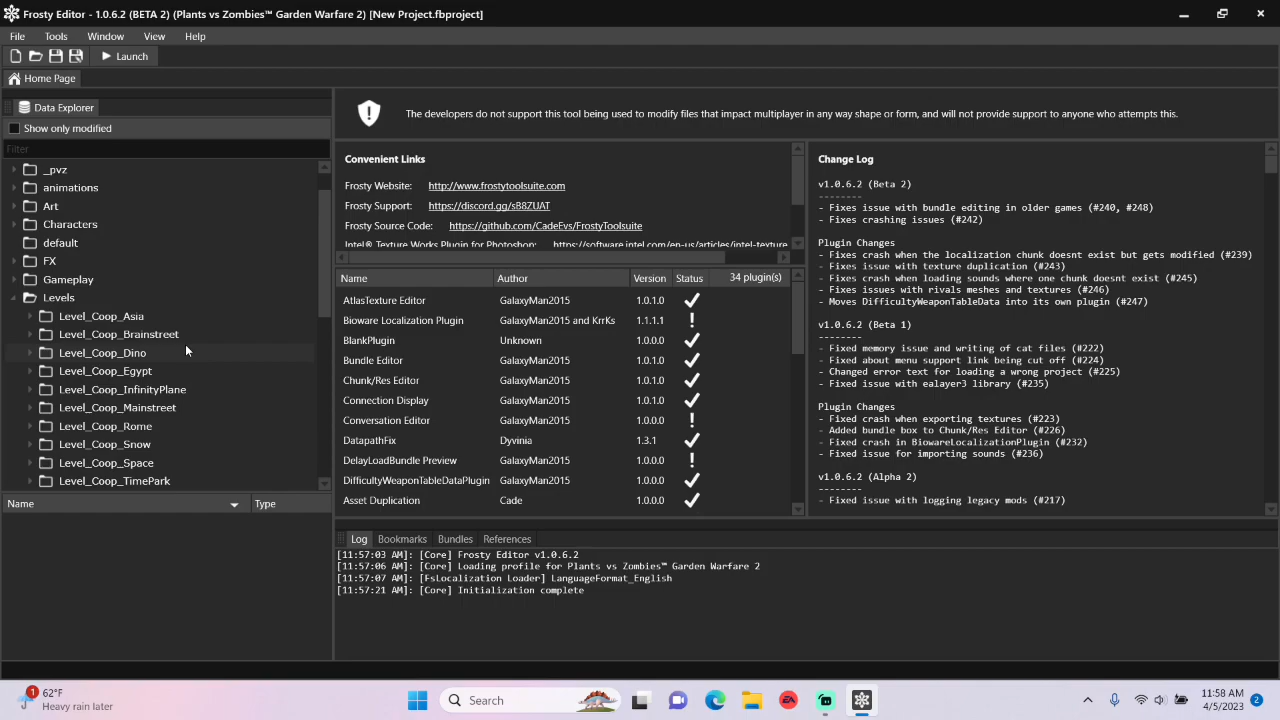 Frosty Editor - 1.0.6.2 (BETA 2) (Plants vs Zombies™ Garden Warfare 2) [New Project.fbproject]
File Tools Window View Help
Launch
Home Page
Data Explorer
Show only modified
Filter
_pvz
animations
Art
Characters
default
FX
Gameplay
Levels
Level_Coop_Asia
Level_Coop_Brainstreet
Level_Coop_Dino
Level_Coop_Egypt
Level_Coop_InfinityPlane
Level_Coop_Mainstreet
Level_Coop_Rome
Level_Coop_Snow
Level_Coop_Space
Level_Coop_TimePark
Name Type
The developers do not support this tool being used to modify files that impact multiplayer in any way shape or form, and will not provide support to anyone who attempts this.
Convenient Links
Frosty Website: http://www.frostytoolsuite.com
Frosty Support: https://discord.gg/sB8ZUAT
Frosty Source Code: https://github.com/CadeEvs/FrostyToolsuite
Intel® Texture Works Plugin for Photoshop: https://software.intel.com/en-us/articles/intel-texture
Name Author Version Status 34 plugin(s)
AtlasTexture Editor GalaxyMan2015 1.0.1.0
Bioware Localization Plugin GalaxyMan2015 and KrrKs 1.1.1.1
BlankPlugin Unknown 1.0.0.0
Bundle Editor GalaxyMan2015 1.0.1.0
Chunk/Res Editor GalaxyMan2015 1.0.1.0
Connection Display GalaxyMan2015 1.0.1.0
Conversation Editor GalaxyMan2015 1.0.0.0
DatapathFix Dyvinia 1.3.1
DelayLoadBundle Preview GalaxyMan2015 1.0.0.0
DifficultyWeaponTableDataPlugin GalaxyMan2015 1.0.0.0
Asset Duplication Cade 1.0.0.0
Change Log
v1.0.6.2 (Beta 2)
--------
- Fixes issue with bundle editing in older games (#240, #248)
- Fixes crashing issues (#242)
Plugin Changes
- Fixes crash when the localization chunk doesnt exist but gets modified (#239)
- Fixes issue with texture duplication (#243)
- Fixes crash when loading sounds where one chunk doesnt exist (#245)
- Fixes issues with rivals meshes and textures (#246)
- Moves DifficultyWeaponTableData into its own plugin (#247)
v1.0.6.2 (Beta 1)
--------
- Fixed memory issue and writing of cat files (#222)
- Fixed about menu support link being cut off (#224)
- Changed error text for loading a wrong project (#225)
- Fixed issue with ealayer3 library (#235)
Plugin Changes
- Fixed crash when exporting textures (#223)
- Added bundle box to Chunk/Res Editor (#226)
- Fixed crash in BiowareLocalizationPlugin (#232)
- Fixed issue for importing sounds (#236)
v1.0.6.2 (Alpha 2)
--------
- Fixed issue with logging legacy mods (#217)
Log Bookmarks Bundles References
[11:57:03 AM]: [Core] Frosty Editor v1.0.6.2
[11:57:06 AM]: [Core] Loading profile for Plants vs Zombies™ Garden Warfare 2
[11:57:07 AM]: [FsLocalization Loader] LanguageFormat_English
[11:57:21 AM]: [Core] Initialization complete
1
62°F
Heavy rain later
Search
EA
11:58 AM
4/5/2023
2